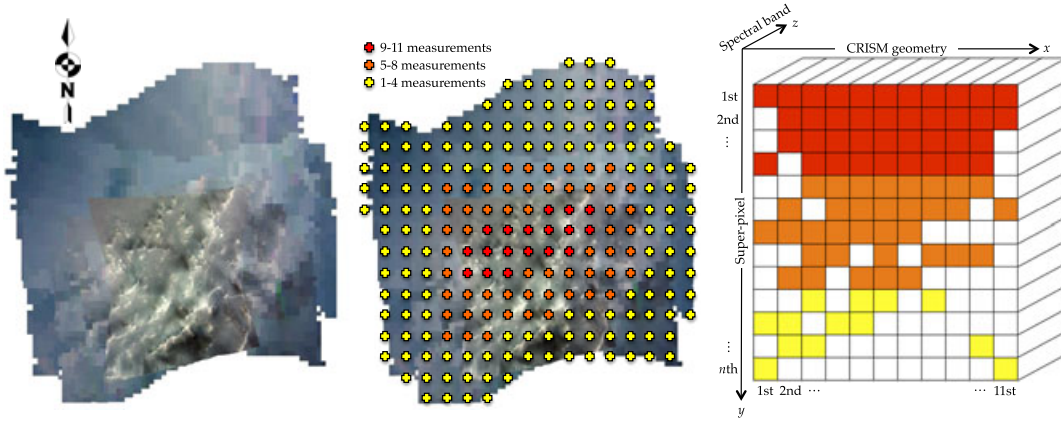 N
9-11 measurements
5-8 measurements
1-4 measurements
Spectral band
z
CRISM geometry
x
1st
2nd
...
Super-pixel
...
nth
y
1st 2nd ... ... 11st